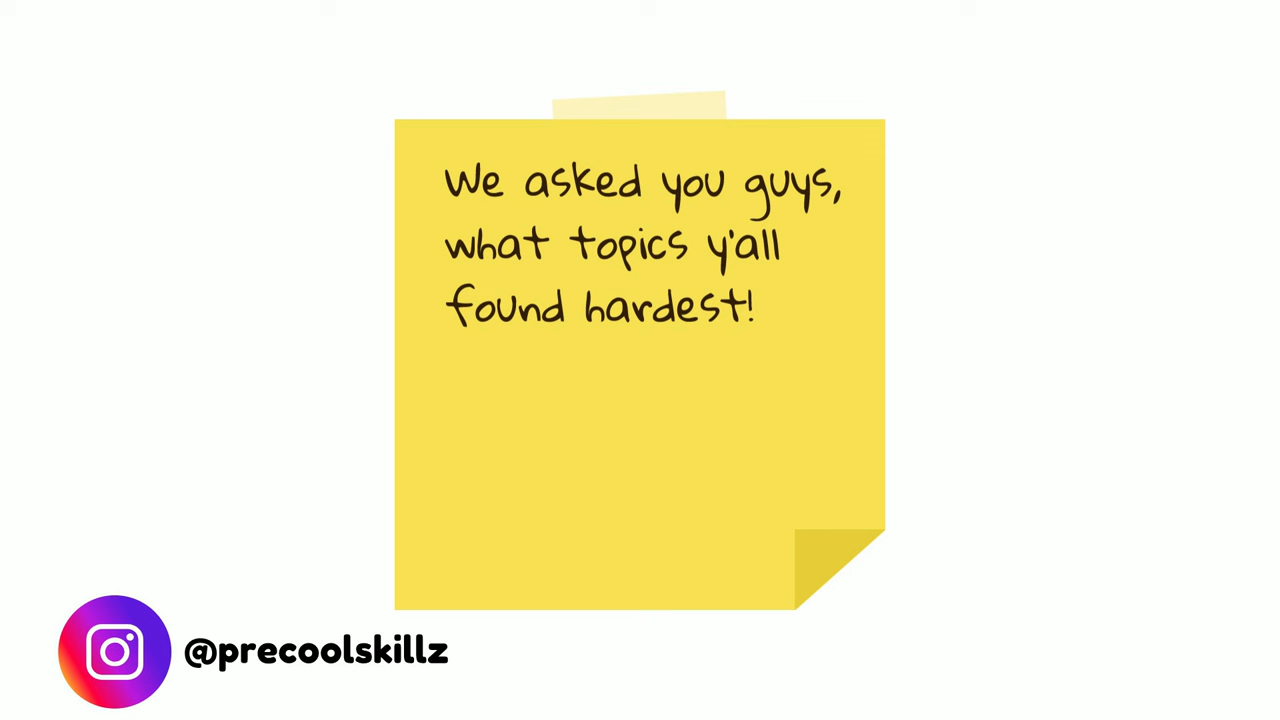 We asked you guys,
what topics y'all
found hardest!
@precoolskillz